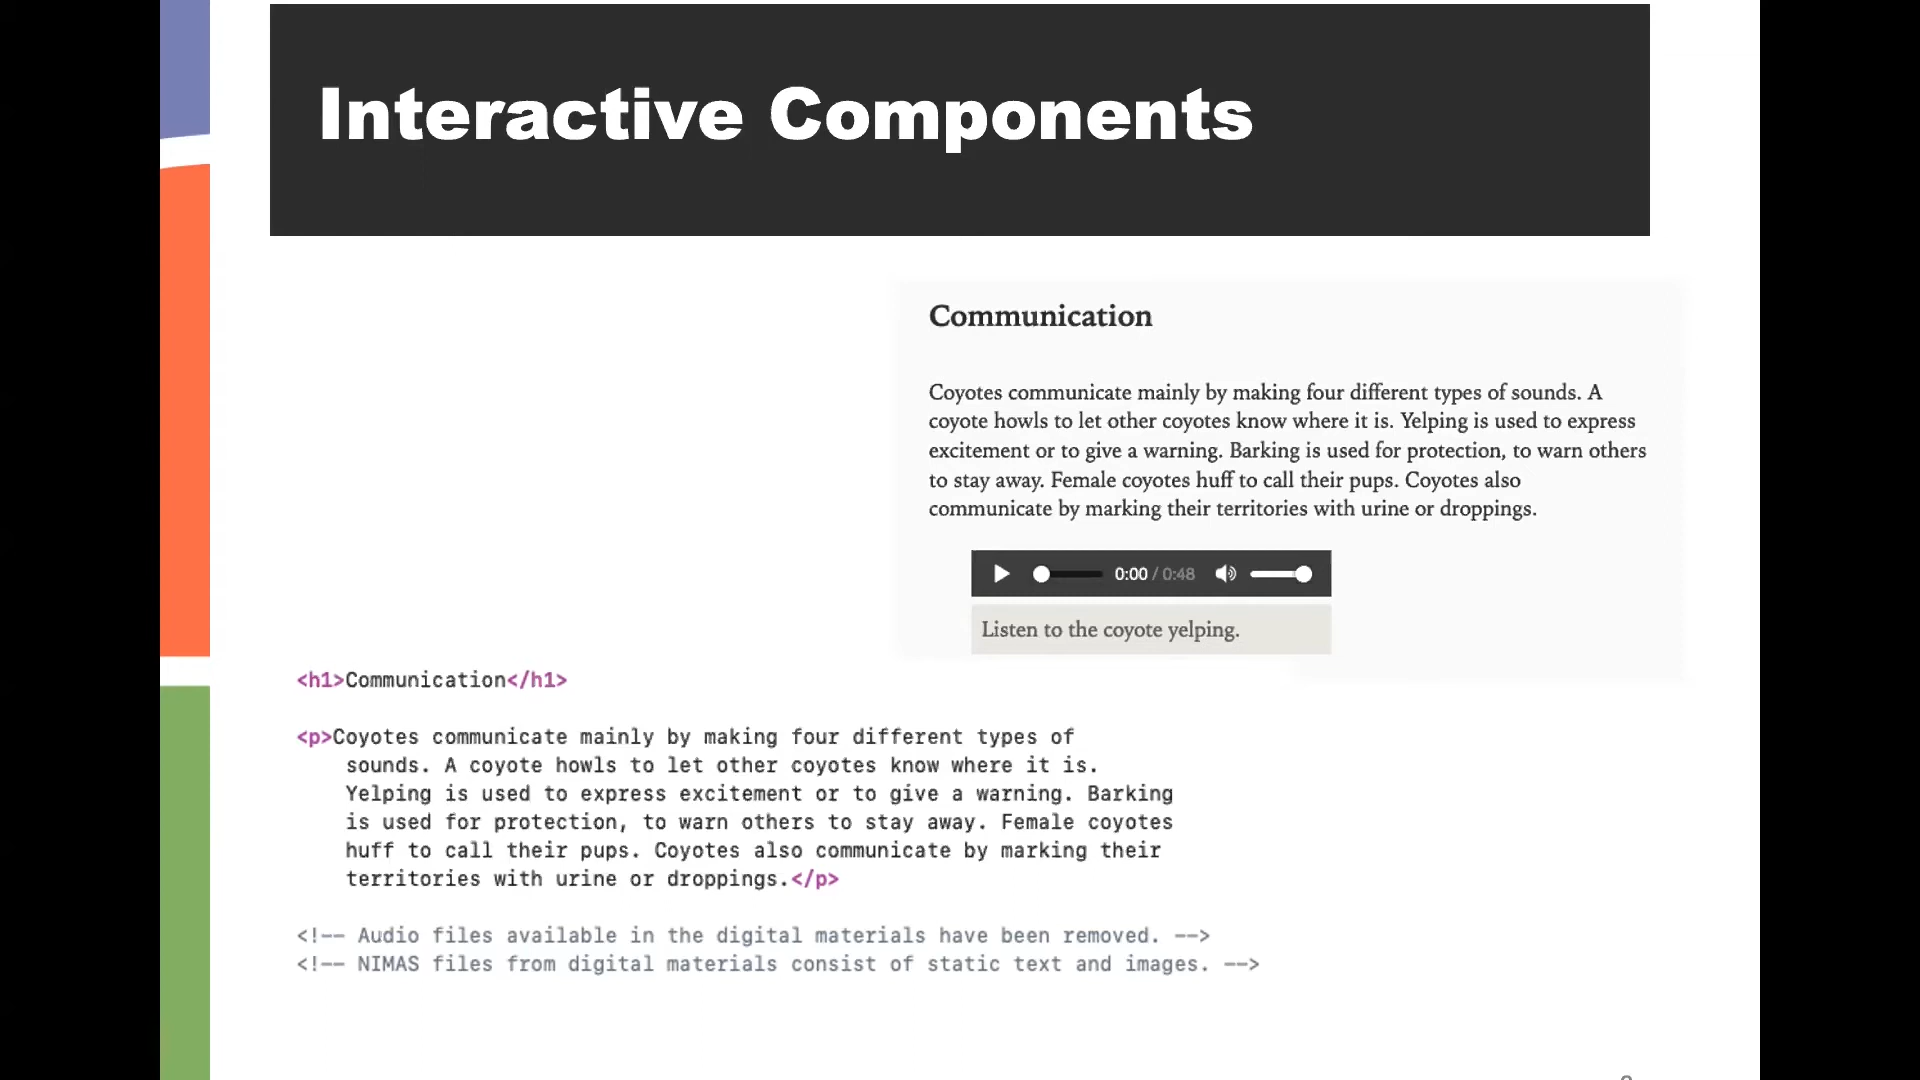 Interactive Components
Communication
Coyotes communicate mainly by making four different types of sounds. A
coyote howls to let other coyotes know where it is. Yelping is used to express
excitement or to give a warning. Barking is used for protection, to warn others
to stay away. Female coyotes huff to call their pups. Coyotes also
communicate by marking their territories with urine or droppings.
0:00 / 0:48
Listen to the coyote yelping.
<h1>Communication</h1>
<p>Coyotes communicate mainly by making four different types of
sounds. A coyote howls to let other coyotes know where it is.
Yelping is used to express excitement or to give a warning. Barking
is used for protection, to warn others to stay away. Female coyotes
huff to call their pups. Coyotes also communicate by marking their
territories with urine or droppings.</p>
<!-- Audio files available in the digital materials have been removed. -->
<!-- NIMAS files from digital materials consist of static text and images. -->